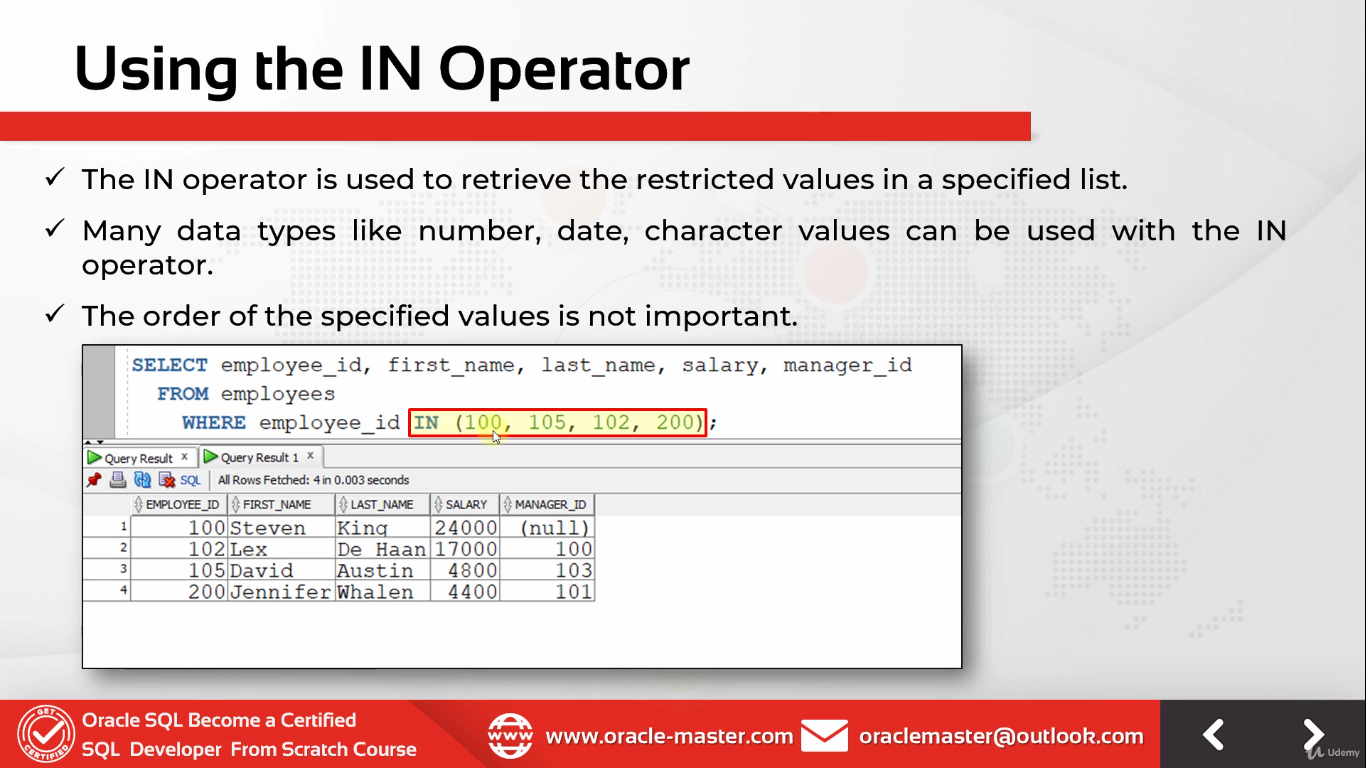 Using the IN Operator
✓ The IN operator is used to retrieve the restricted values in a specified list.
✓ Many data types like number, date, character values can be used with the IN
operator.
✓ The order of the specified values is not important.
SELECT employee_id, first_name, last_name, salary, manager_id
FROM employees
WHERE employee_id IN (100, 105, 102, 200);
Query Result x Query Result 1 x
SQL | All Rows Fetched: 4 in 0.003 seconds
EMPLOYEE_ID FIRST_NAME LAST_NAME SALARY MANAGER_ID
1 100 Steven King 24000 (null)
2 102 Lex De Haan 17000 100
3 105 David Austin 4800 103
4 200 Jennifer Whalen 4400 101
GET CERTIFIED
Oracle SQL Become a Certified
SQL Developer From Scratch Course
WWW www.oracle-master.com oraclemaster@outlook.com
Udemy